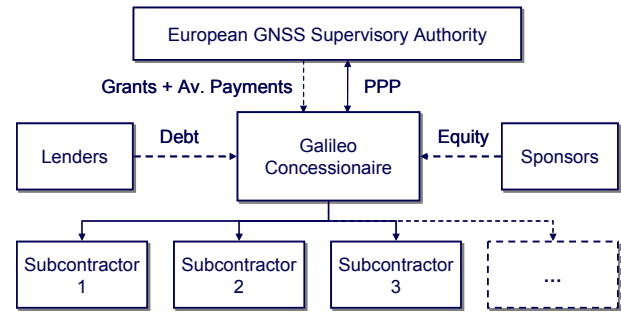 European GNSS Supervisory Authority
Grants + Av. Payments
PPP
Lenders
Debt
Galileo
Concessionaire
Equity
Sponsors
Subcontractor
1
Subcontractor
2
Subcontractor
3
...